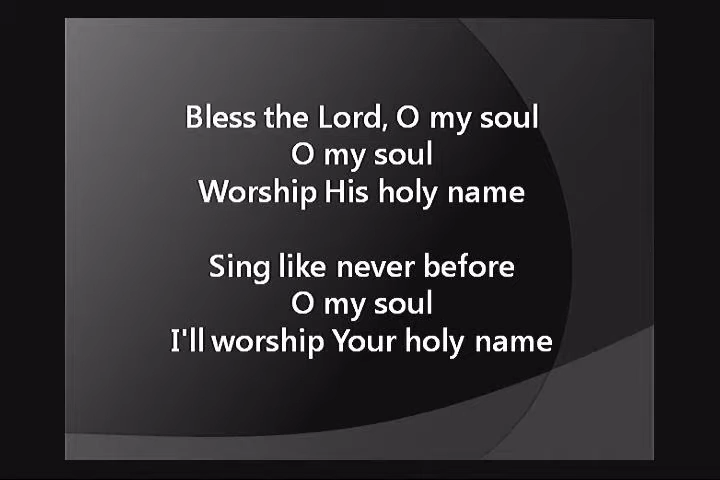 Bless the Lord, O my soul
O my soul
Worship His holy name
Sing like never before
O my soul
I'll worship Your holy name